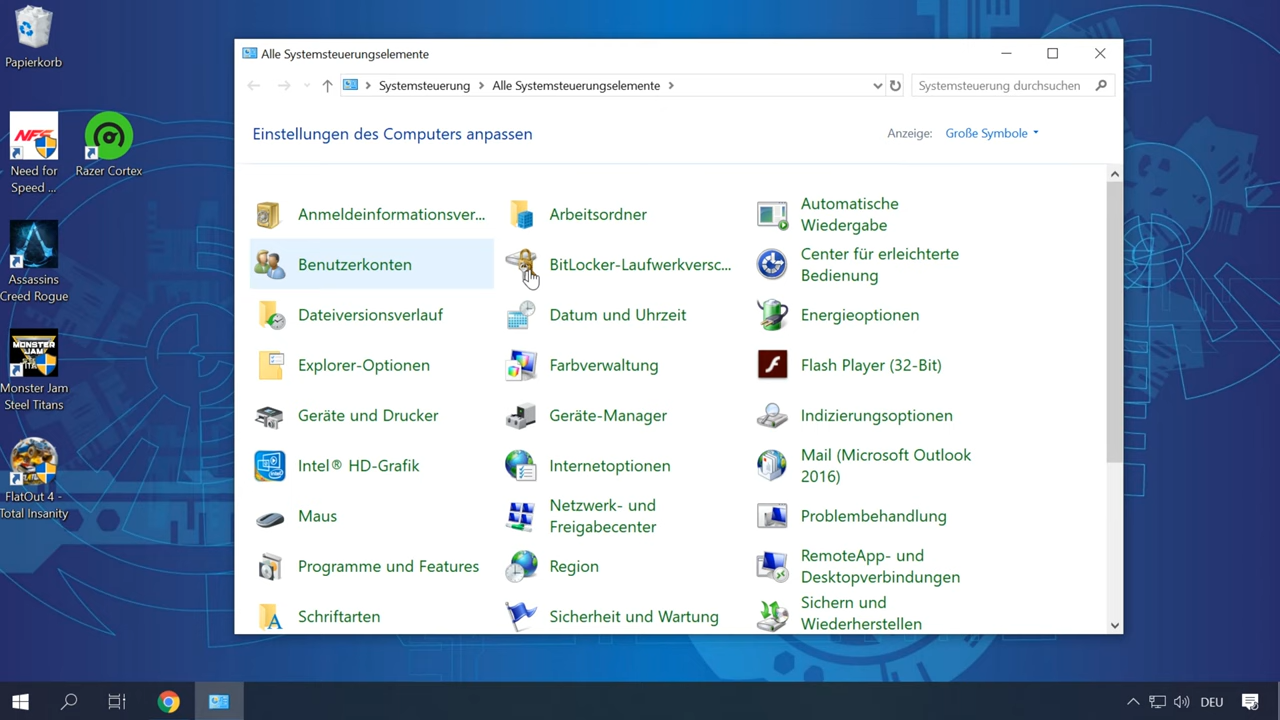 Papierkorb
Need for
Speed ...
Razer Cortex
Assassins
Creed Rogue
Monster Jam
Steel Titans
FlatOut 4 -
Total Insanity
Alle Systemsteuerungselemente
Systemsteuerung
Alle Systemsteuerungselemente
Systemsteuerung durchsuchen
Einstellungen des Computers anpassen
Anzeige:
Große Symbole
Anmeldeinformationsver...
Arbeitsordner
Automatische
Wiedergabe
Benutzerkonten
BitLocker-Laufwerkversc...
Center für erleichterte
Bedienung
Dateiversionsverlauf
Datum und Uhrzeit
Energieoptionen
Explorer-Optionen
Farbverwaltung
Flash Player (32-Bit)
Geräte und Drucker
Geräte-Manager
Indizierungsoptionen
Intel® HD-Grafik
Internetoptionen
Mail (Microsoft Outlook
2016)
Maus
Netzwerk- und
Freigabecenter
Problembehandlung
Programme und Features
Region
RemoteApp- und
Desktopverbindungen
Schriftarten
Sicherheit und Wartung
Sichern und
Wiederherstellen
DEU